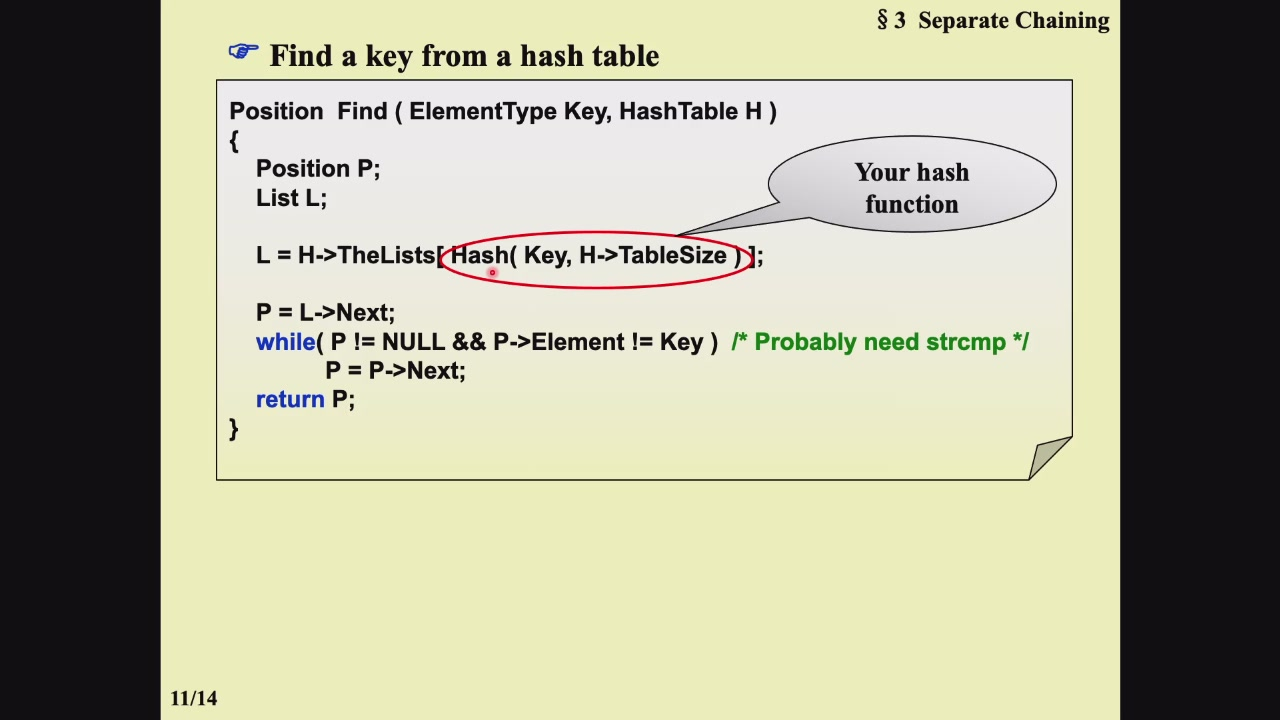 § 3 Separate Chaining
Find a key from a hash table
Position Find ( ElementType Key, HashTable H )
{
Position P;
List L;
Your hash
function
L = H->TheLists[ Hash( Key, H->TableSize ) ];
P = L->Next;
while( P != NULL && P->Element != Key ) /* Probably need strcmp */
P = P->Next;
return P;
}
11/14